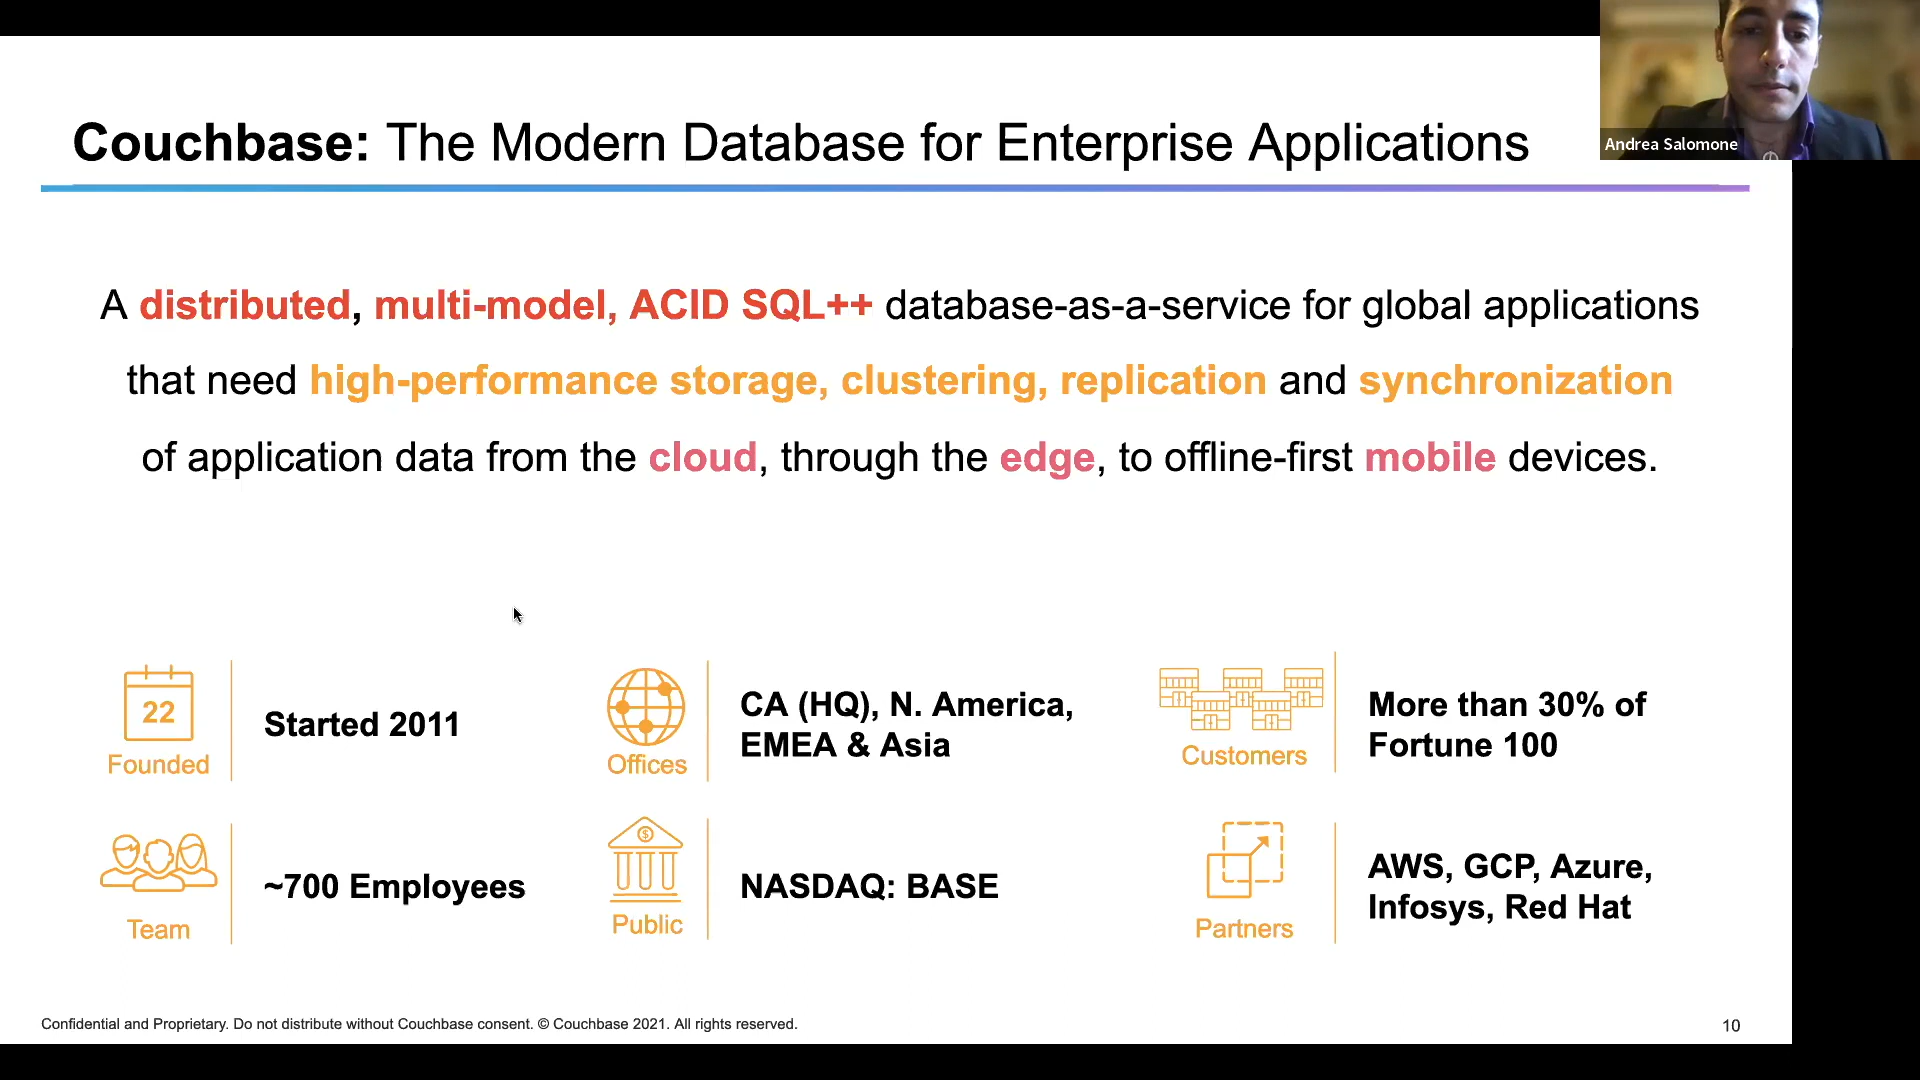 Andrea Salomone
Couchbase: The Modern Database for Enterprise Applications
A distributed, multi-model, ACID SQL++ database-as-a-service for global applications
that need high-performance storage, clustering, replication and synchronization
of application data from the cloud, through the edge, to offline-first mobile devices.
22
Founded
Started 2011
Offices
CA (HQ), N. America,
EMEA & Asia
Customers
More than 30% of
Fortune 100
Team
~700 Employees
$
Public
NASDAQ: BASE
Partners
AWS, GCP, Azure,
Infosys, Red Hat
Confidential and Proprietary. Do not distribute without Couchbase consent. © Couchbase 2021. All rights reserved.
10